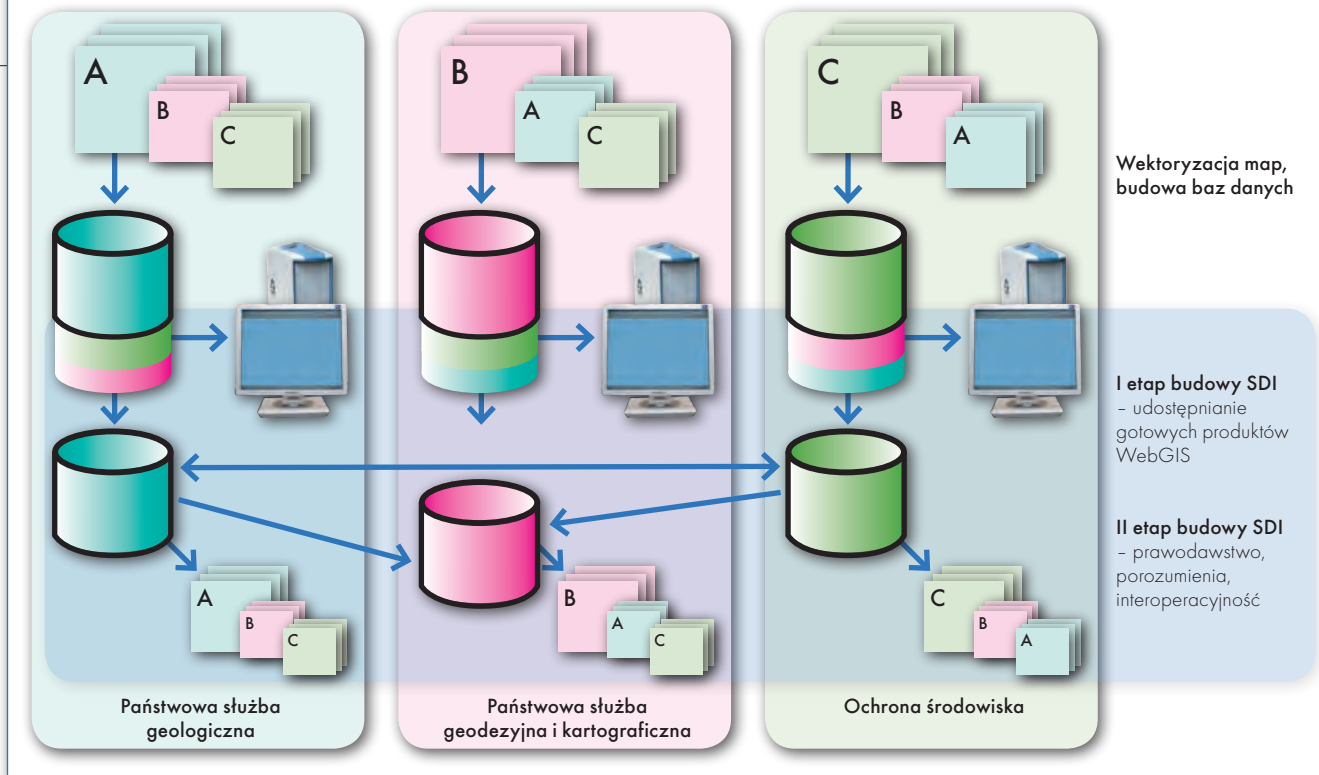 A
B
C
B
A
C
C
B
A
Wektoryzacja map,
budowa baz danych
I etap budowy SDI
– udostępnianie
gotowych produktów
WebGIS
II etap budowy SDI
– prawodawstwo,
porozumienia,
interoperacyjność
A
B
C
B
A
C
C
B
A
Państwowa służba
geologiczna
Państwowa służba
geodezyjna i kartograficzna
Ochrona środowiska